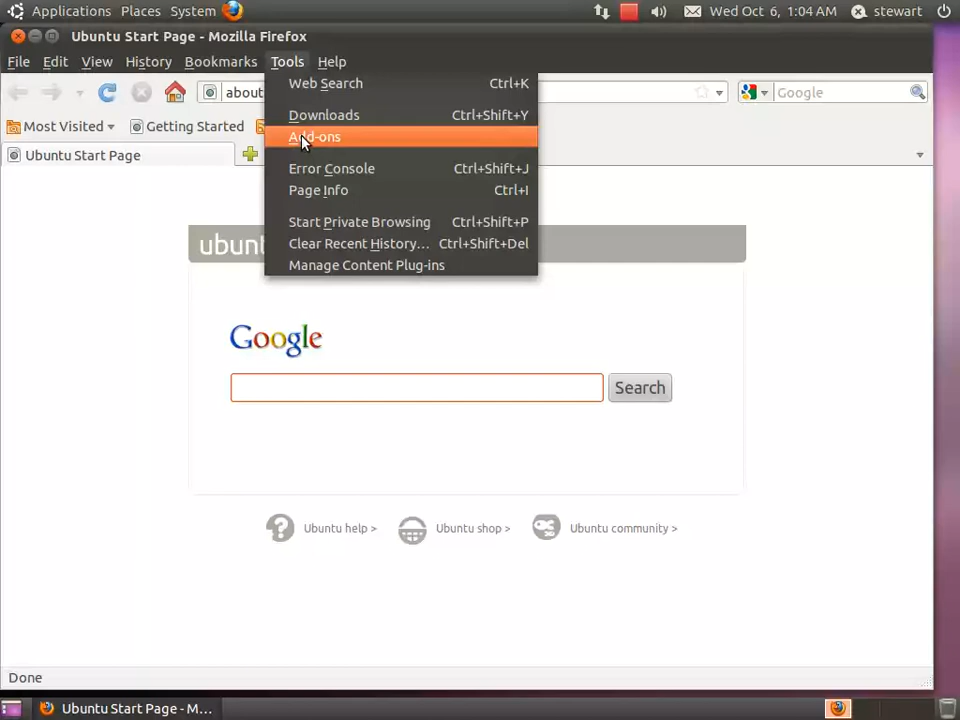 Applications Places System Wed Oct 6, 1:04 AM stewart
Ubuntu Start Page - Mozilla Firefox
File Edit View History Bookmarks Tools Help
Web Search Ctrl+K
about Google
Downloads Ctrl+Shift+Y
Most Visited Getting Started
Add-ons
Ubuntu Start Page
Error Console Ctrl+Shift+J
Page Info Ctrl+I
Start Private Browsing Ctrl+Shift+P
ubunt
Clear Recent History... Ctrl+Shift+Del
Manage Content Plug-ins
Google
Search
Ubuntu help > Ubuntu shop > Ubuntu community >
Done
Ubuntu Start Page - M...